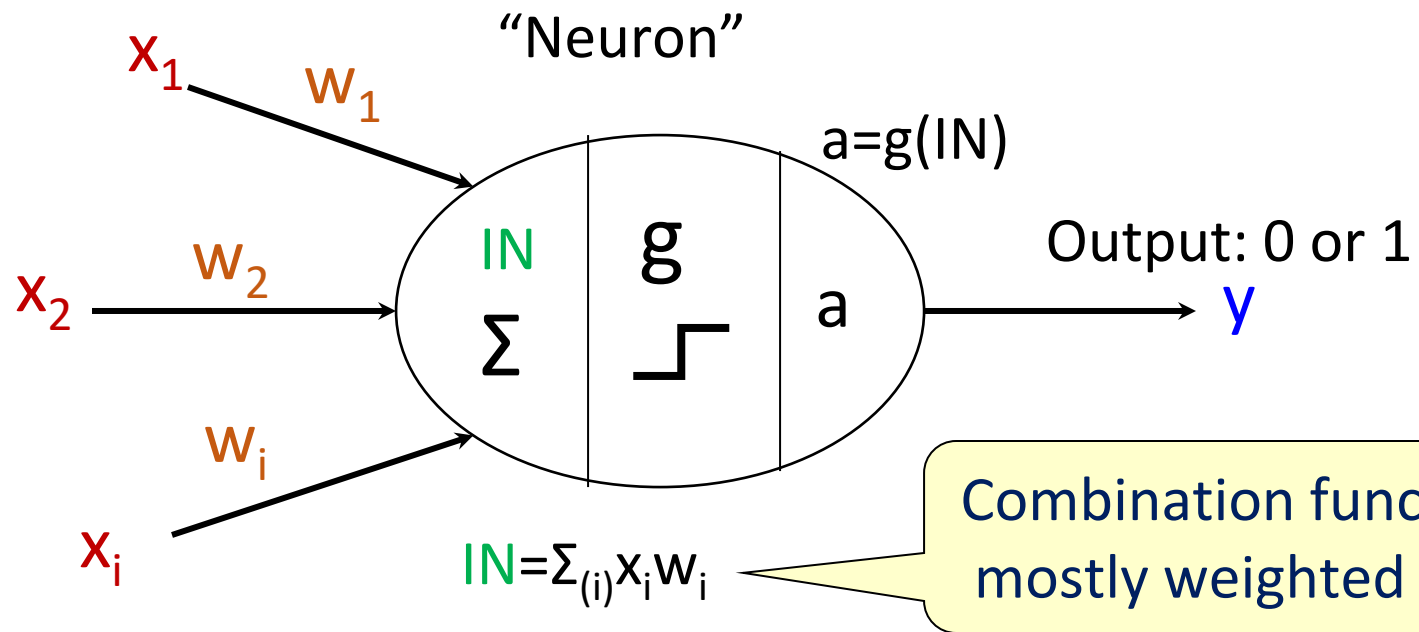 “Neuron”
x1
w1
a=g(IN)
IN
g
Output: 0 or 1
w2
x2
Σ
a
y
wi
xi
IN=Σ(i)xiwi
Combination func
mostly weighted